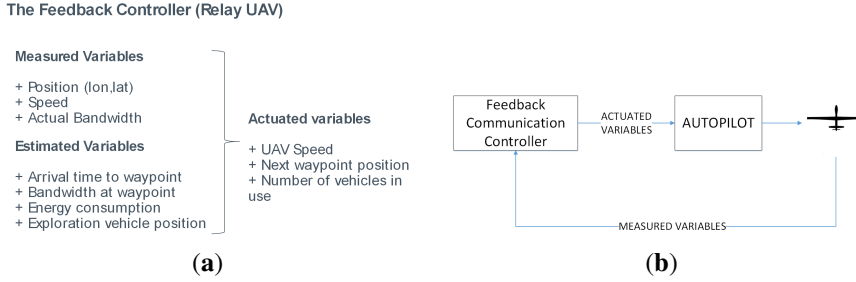 The Feedback Controller (Relay UAV)
Measured Variables
+ Position (lon,lat)
+ Speed
+ Actual Bandwidth
Estimated Variables
+ Arrival time to waypoint
+ Bandwidth at waypoint
+ Energy consumption
+ Exploration vehicle position
Actuated variables
+ UAV Speed
+ Next waypoint position
+ Number of vehicles in
use
(a)
Feedback
Communication
Controller
ACTUATED
VARIABLES
AUTOPILOT
MEASURED VARIABLES
(b)